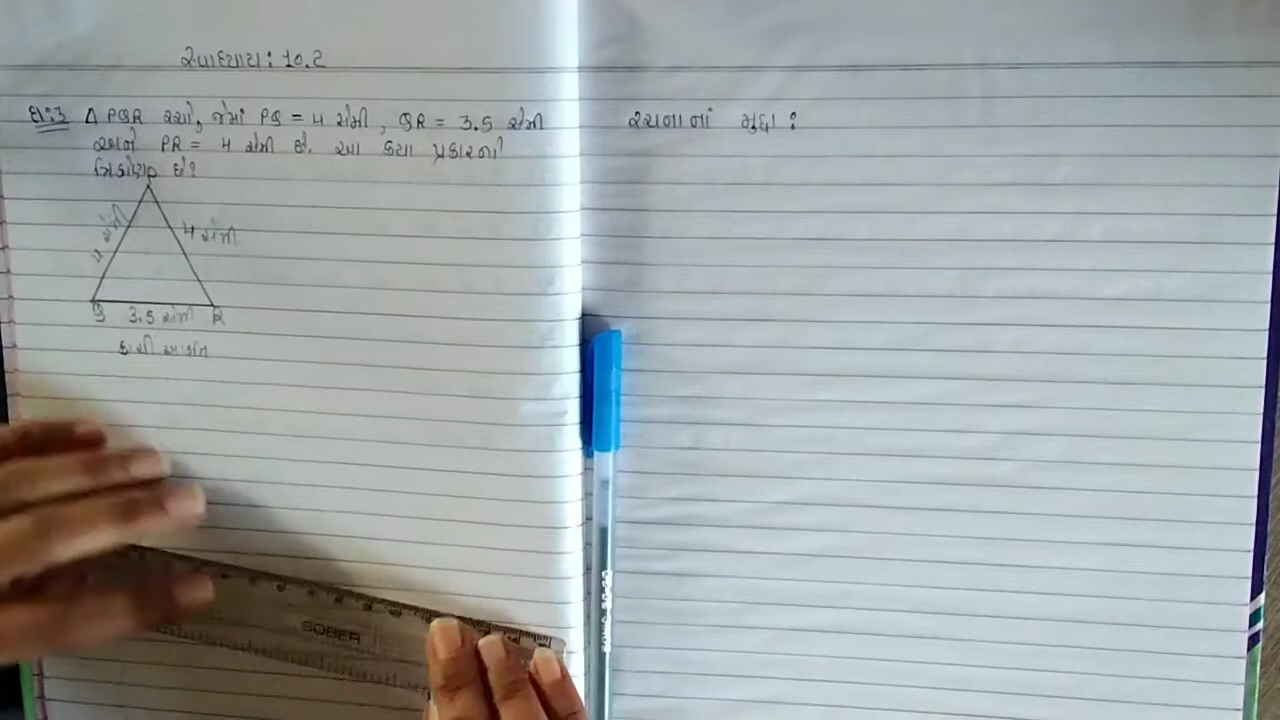 સ્વાધ્યાય: 10.2
દા:3 Δ PQR રચો, જેમાં PQ = 4 સેમી, QR = 3.5 સેમી
અને PR = 4 સેમી છે. આ કયા પ્રકારનો
ત્રિકોણ છે?
P
4 સેમી
4 સેમી
Q 3.5 સેમી R
કાચી આકૃતિ
રચનાનાં મુદ્દા :
SOBER